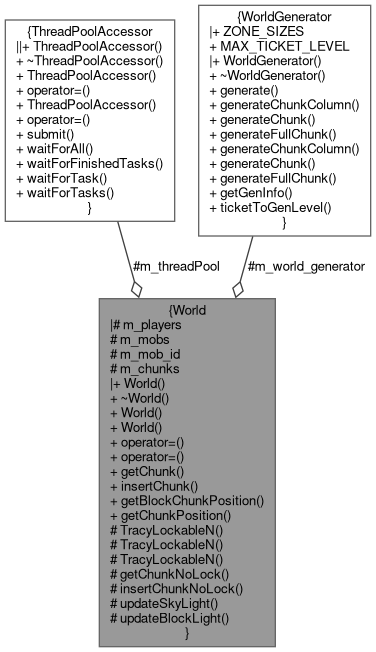 {ThreadPoolAccessor
||+ ThreadPoolAccessor()
+ ~ThreadPoolAccessor()
+ ThreadPoolAccessor()
+ operator=()
+ ThreadPoolAccessor()
+ operator=()
+ submit()
+ waitForAll()
+ waitForFinishedTasks()
+ waitForTask()
+ waitForTasks()
}
{WorldGenerator
|+ ZONE_SIZES
+ MAX_TICKET_LEVEL
|+ WorldGenerator()
+ ~WorldGenerator()
+ generate()
+ generateChunkColumn()
+ generateChunk()
+ generateFullChunk()
+ generateChunkColumn()
+ generateChunk()
+ generateFullChunk()
+ getGenInfo()
+ ticketToGenLevel()
}
#m_threadPool
#m_world_generator
{World
|# m_players
# m_mobs
# m_mob_id
# m_chunks
|+ World()
+ ~World()
+ World()
+ World()
+ operator=()
+ operator=()
+ getChunk()
+ insertChunk()
+ getBlockChunkPosition()
+ getChunkPosition()
# TracyLockableN()
# TracyLockableN()
# TracyLockableN()
# getChunkNoLock()
# insertChunkNoLock()
# updateSkyLight()
# updateBlockLight()
}